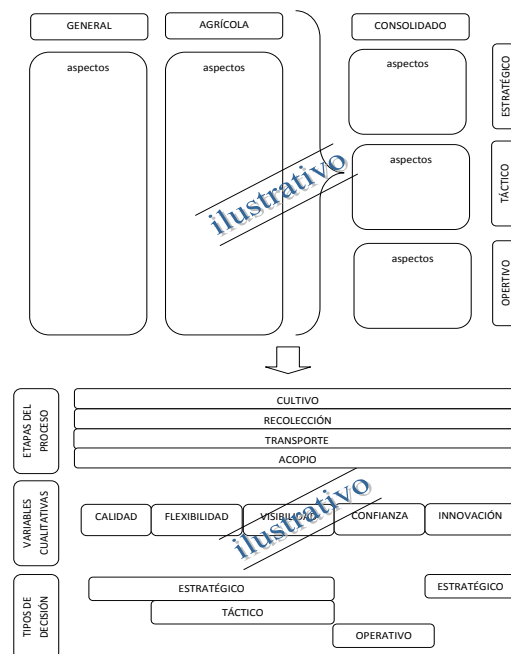 GENERAL
AGRÍCOLA
CONSOLIDADO
aspectos
aspectos
aspectos
ESTRATÉGICO
aspectos
TÁCTICO
ilustrativo
aspectos
OPERTIVO
ETAPAS DEL
PROCESO
CULTIVO
RECOLECCIÓN
TRANSPORTE
ACOPIO
VARIABLES
CUALITATIVAS
CALIDAD
FLEXIBILIDAD
VISIBILIDAD
CONFIANZA
INNOVACIÓN
ilustrativo
TIPOS DE
DECISIÓN
ESTRATÉGICO
ESTRATÉGICO
TÁCTICO
OPERATIVO